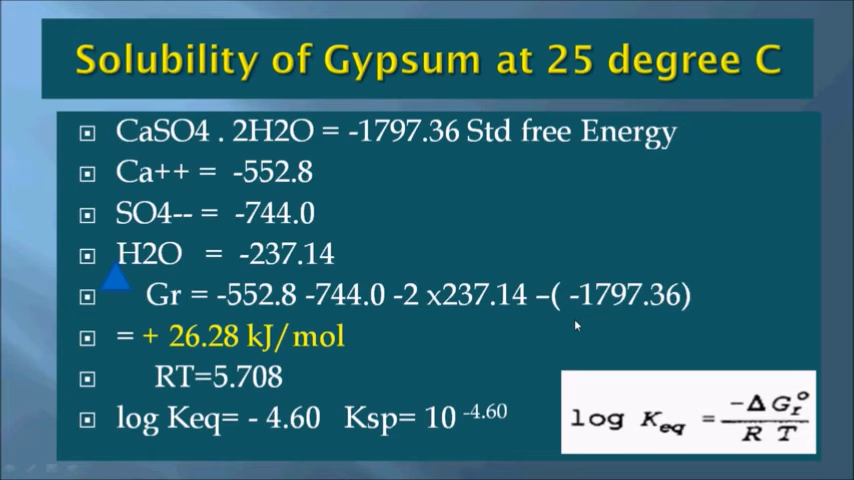 Solubility of Gypsum at 25 degree C
CaSO4 . 2H2O = -1797.36 Std free Energy
Ca++ = -552.8
SO4-- = -744.0
H2O = -237.14
Gr = -552.8 -744.0 -2 x237.14 –( -1797.36)
= + 26.28 kJ/mol
RT=5.708
log Keq= - 4.60 Ksp= 10 -4.60
log Keq = -ΔGr° / R T